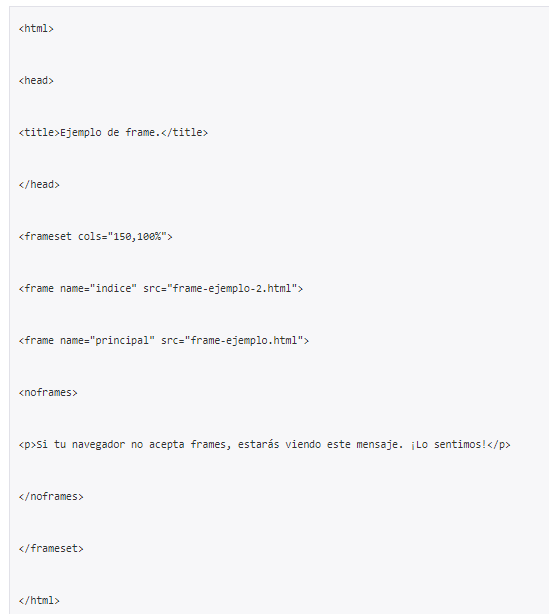 <html>
<head>
<title>Ejemplo de frame.</title>
</head>
<frameset cols="150,100%">
<frame name="indice" src="frame-ejemplo-2.html">
<frame name="principal" src="frame-ejemplo.html">
<noframes>
<p>Si tu navegador no acepta frames, estarás viendo este mensaje. ¡Lo sentimos!</p>
</noframes>
</frameset>
</html>